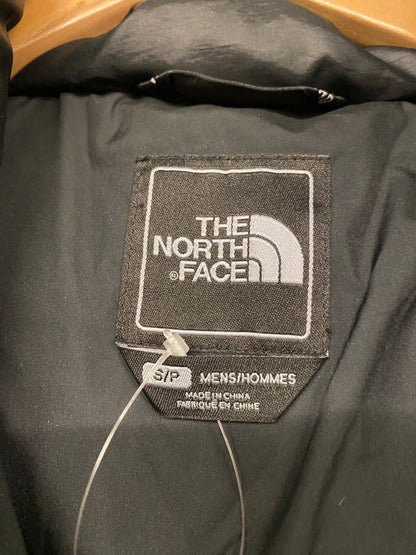 THE
NORTH
®FACE
S/P MENS/HOMMES
MADE IN CHINA
FABRIQUÉ EN CHINE